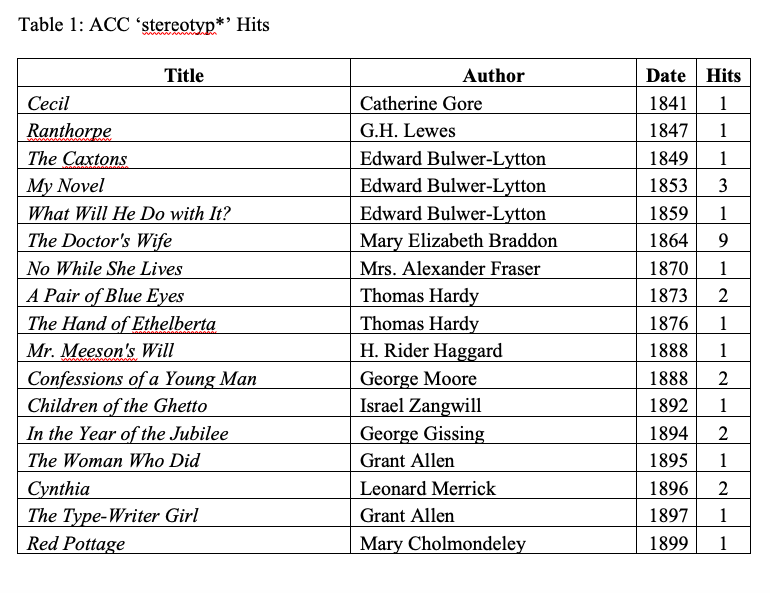 Table 1: ACC ‘stereotyp*’ Hits
Title Author Date Hits
Cecil Catherine Gore 1841 1
Ranthorpe G.H. Lewes 1847 1
The Caxtons Edward Bulwer-Lytton 1849 1
My Novel Edward Bulwer-Lytton 1853 3
What Will He Do with It? Edward Bulwer-Lytton 1859 1
The Doctor's Wife Mary Elizabeth Braddon 1864 9
No While She Lives Mrs. Alexander Fraser 1870 1
A Pair of Blue Eyes Thomas Hardy 1873 2
The Hand of Ethelberta Thomas Hardy 1876 1
Mr. Meeson's Will H. Rider Haggard 1888 1
Confessions of a Young Man George Moore 1888 2
Children of the Ghetto Israel Zangwill 1892 1
In the Year of the Jubilee George Gissing 1894 2
The Woman Who Did Grant Allen 1895 1
Cynthia Leonard Merrick 1896 2
The Type-Writer Girl Grant Allen 1897 1
Red Pottage Mary Cholmondeley 1899 1